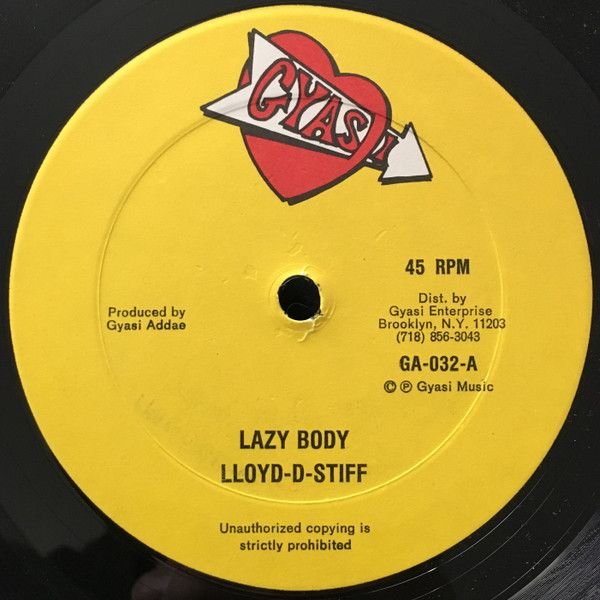 GYASI
45 RPM
Produced by
Gyasi Addae
Dist. by
Gyasi Enterprise
Brooklyn, N.Y. 11203
(718) 856-3043
GA-032-A
© ℗ Gyasi Music
LAZY BODY
LLOYD-D-STIFF
Unauthorized copying is
strictly prohibited